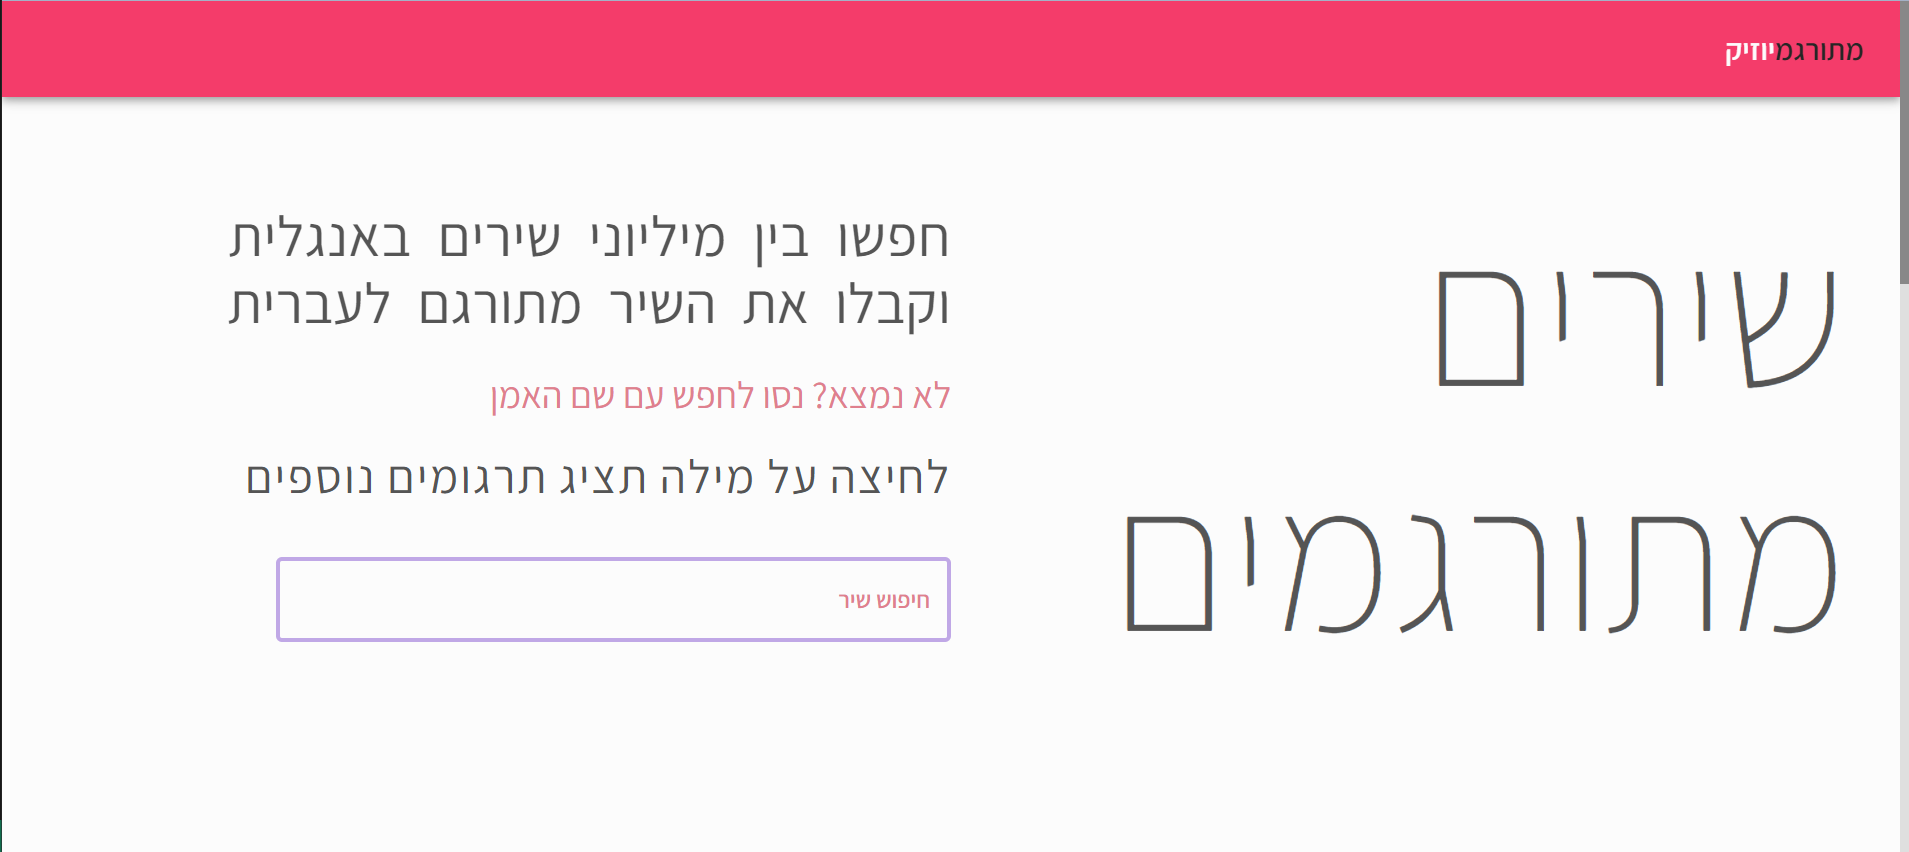 מתורגמיוזיק
שירים
מתורגמים
חפשו בין מיליוני שירים באנגלית
וקבלו את השיר מתורגם לעברית
לא נמצא? נסו לחפש עם שם האמן
לחיצה על מילה תציג תרגומים נוספים
חיפוש שיר